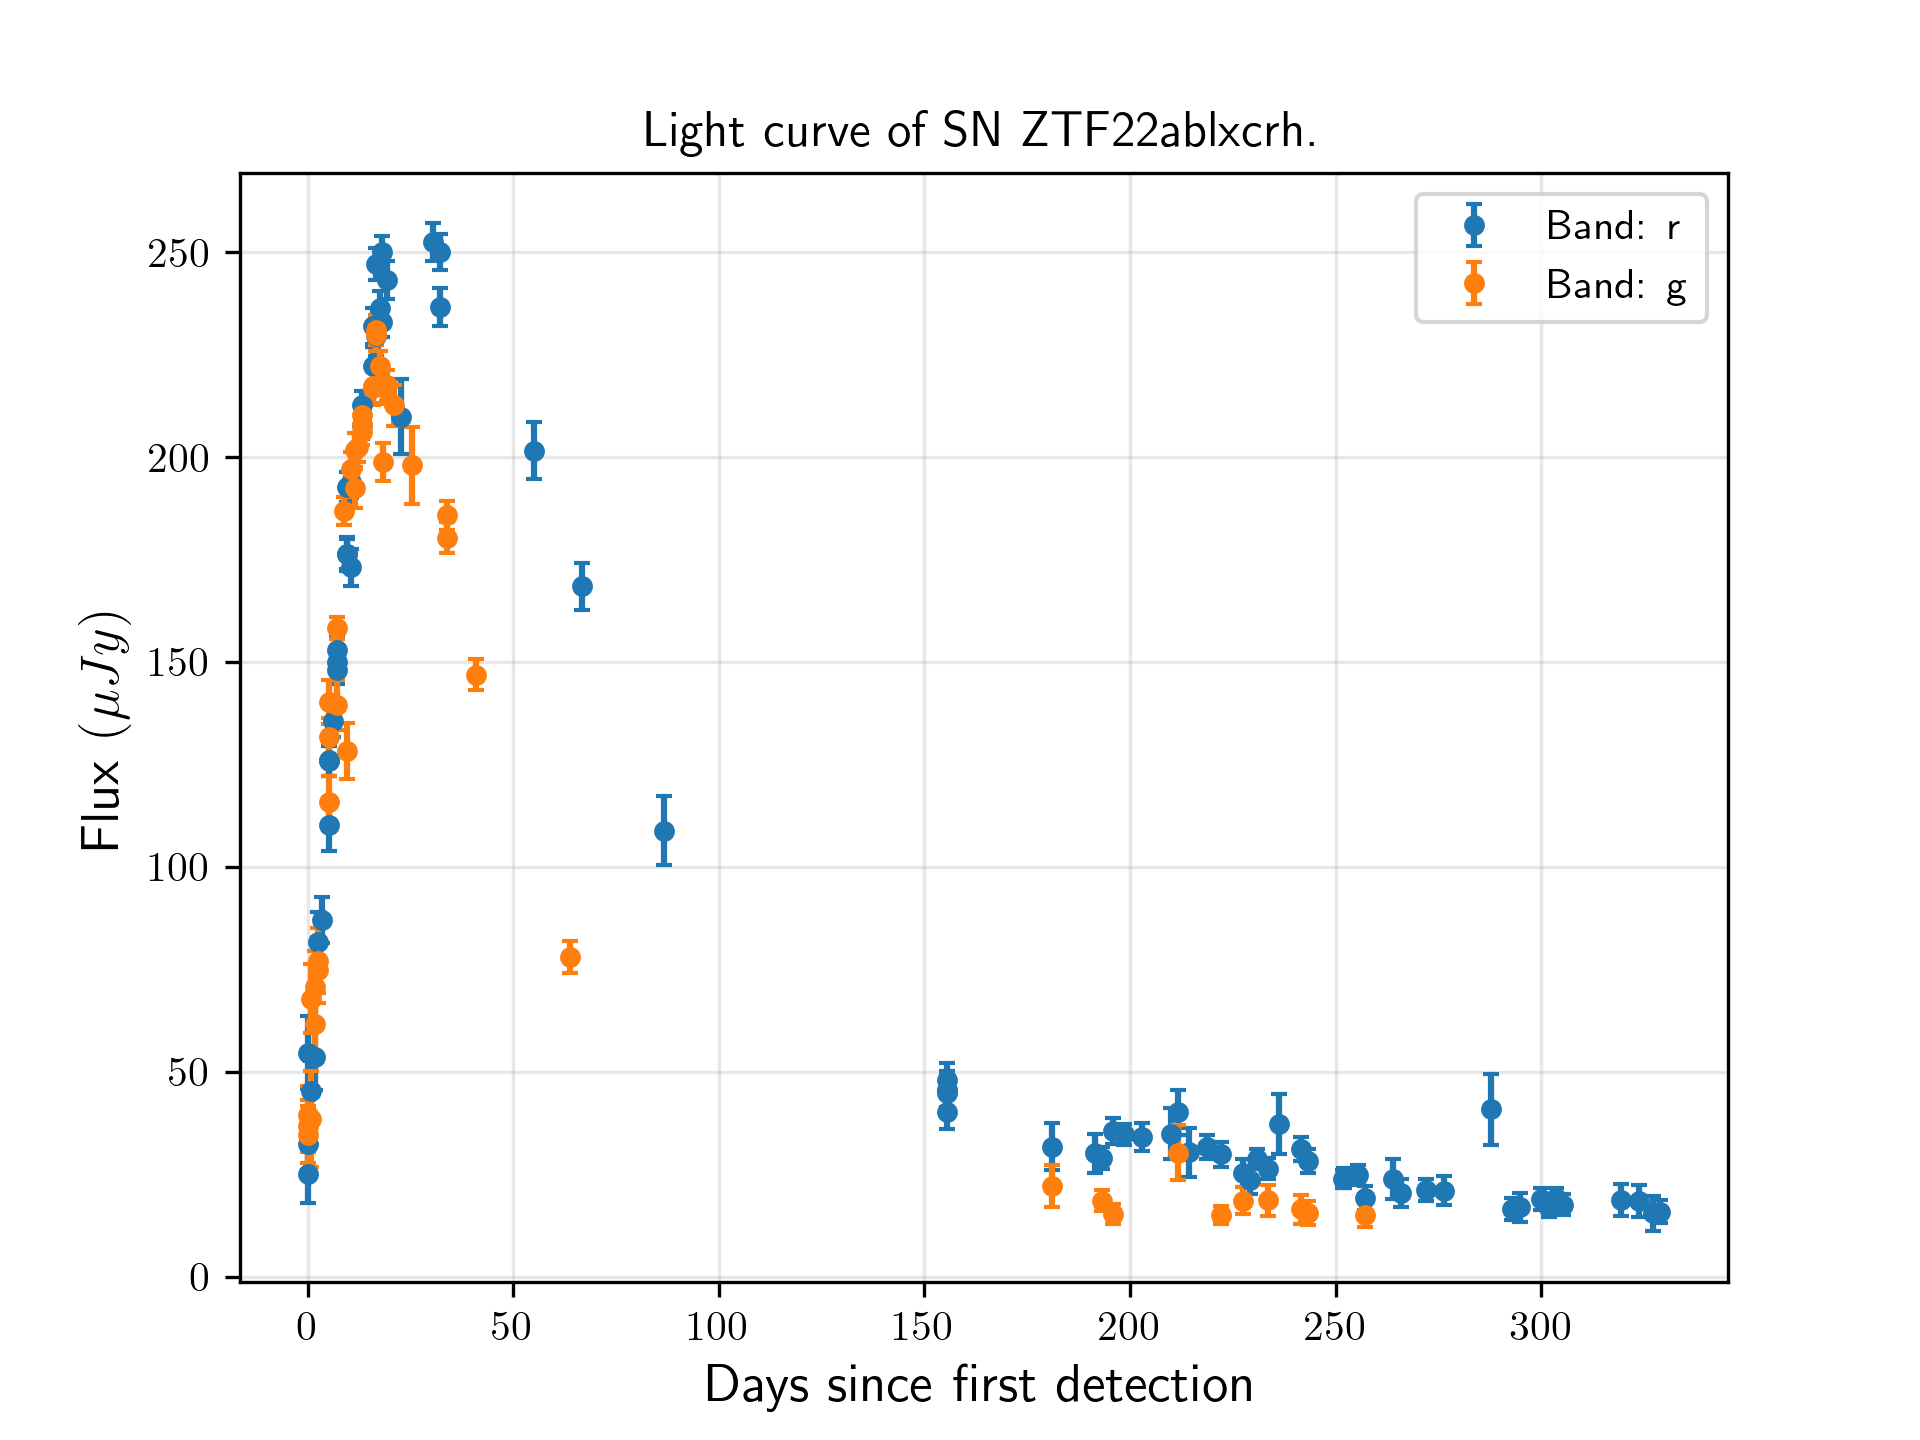 Light curve of SN ZTF22ablxcrh.
Band: r
Band: g
Flux (μJy)
250
200
150
100
50
0
0 50 100 150 200 250 300
Days since first detection